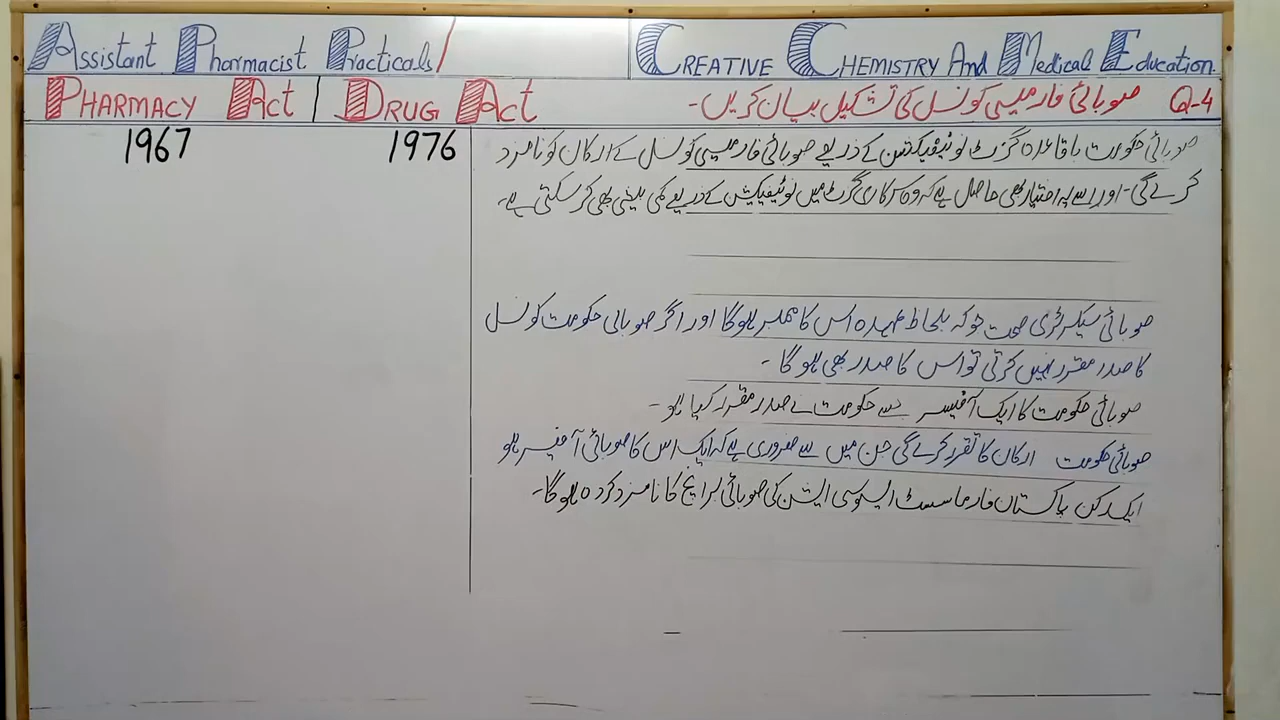 Assistant Pharmacist Practicals/
CREATIVE CHEMISTRY And Medical Education
PHARMACY Act | DRUG Act
Q-4 صوبائی فارمیسی کونسل کی تشکیل بیان کریں۔
1967 1976
صوبائی حکومت باقاعدہ گزٹ نوٹیفیکیشن کے ذریعے صوبائی فارمیسی کونسل کے ارکان کو نامزد
کرے گی۔ اور اسے یہ اختیار بھی حاصل ہے کہ وہ سرکاری گزٹ میں نوٹیفیکیشن کے ذریعے کمی بیشی بھی کر سکتی ہے۔
صوبائی سیکرٹری صحت جو کہ بلحاظ عہدہ اس کا ممبر ہوگا اور اگر صوبائی حکومت کونسل
کا صدر مقرر نہیں کرتی تو اس کا صدر بھی ہو گا۔
صوبائی حکومت کا ایک آفیسر جسے حکومت نے صدر مقرر کیا ہو۔
صوبائی حکومت ارکان کا تقرر کرے گی جن میں سے ضروری ہے کہ ایک اس کا صوبائی آفیسر ہو
ایک رکن پاکستان فارماسسٹ ایسوسی ایشن کی صوبائی برانچ کا نامزد کردہ ہوگا۔